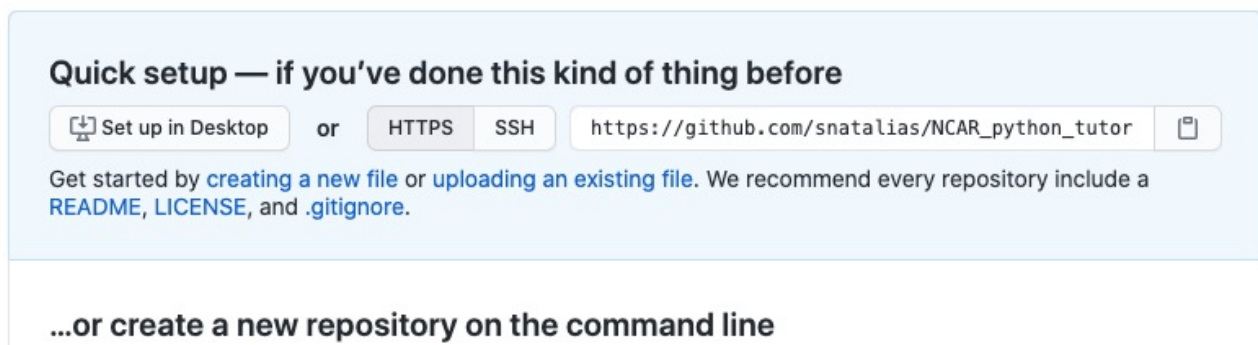 Quick setup — if you’ve done this kind of thing before
Set up in Desktop or HTTPS SSH https://github.com/snatalias/NCAR_python_tutor
Get started by creating a new file or uploading an existing file. We recommend every repository include a
README, LICENSE, and .gitignore.
…or create a new repository on the command line